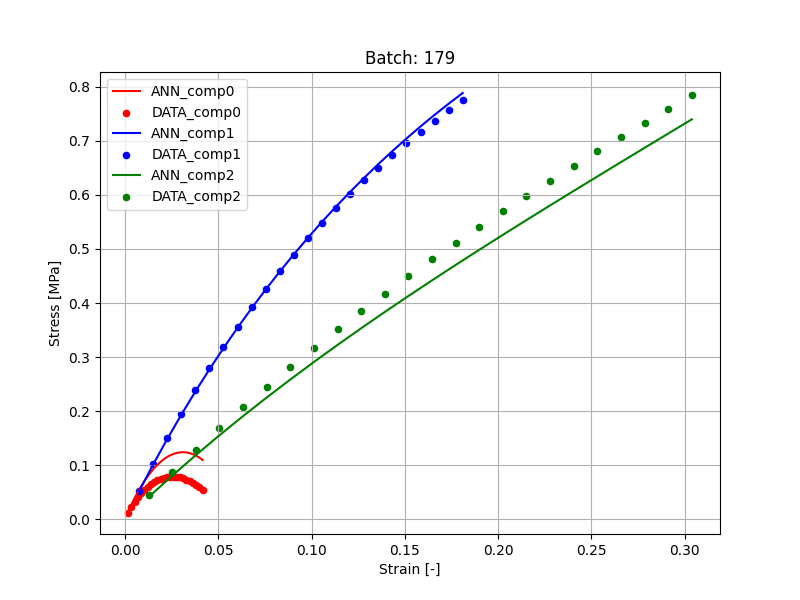 Batch: 179
ANN_comp0
DATA_comp0
ANN_comp1
DATA_comp1
ANN_comp2
DATA_comp2
Stress [MPa]
0.8
0.7
0.6
0.5
0.4
0.3
0.2
0.1
0.0
0.00 0.05 0.10 0.15 0.20 0.25 0.30
Strain [-]